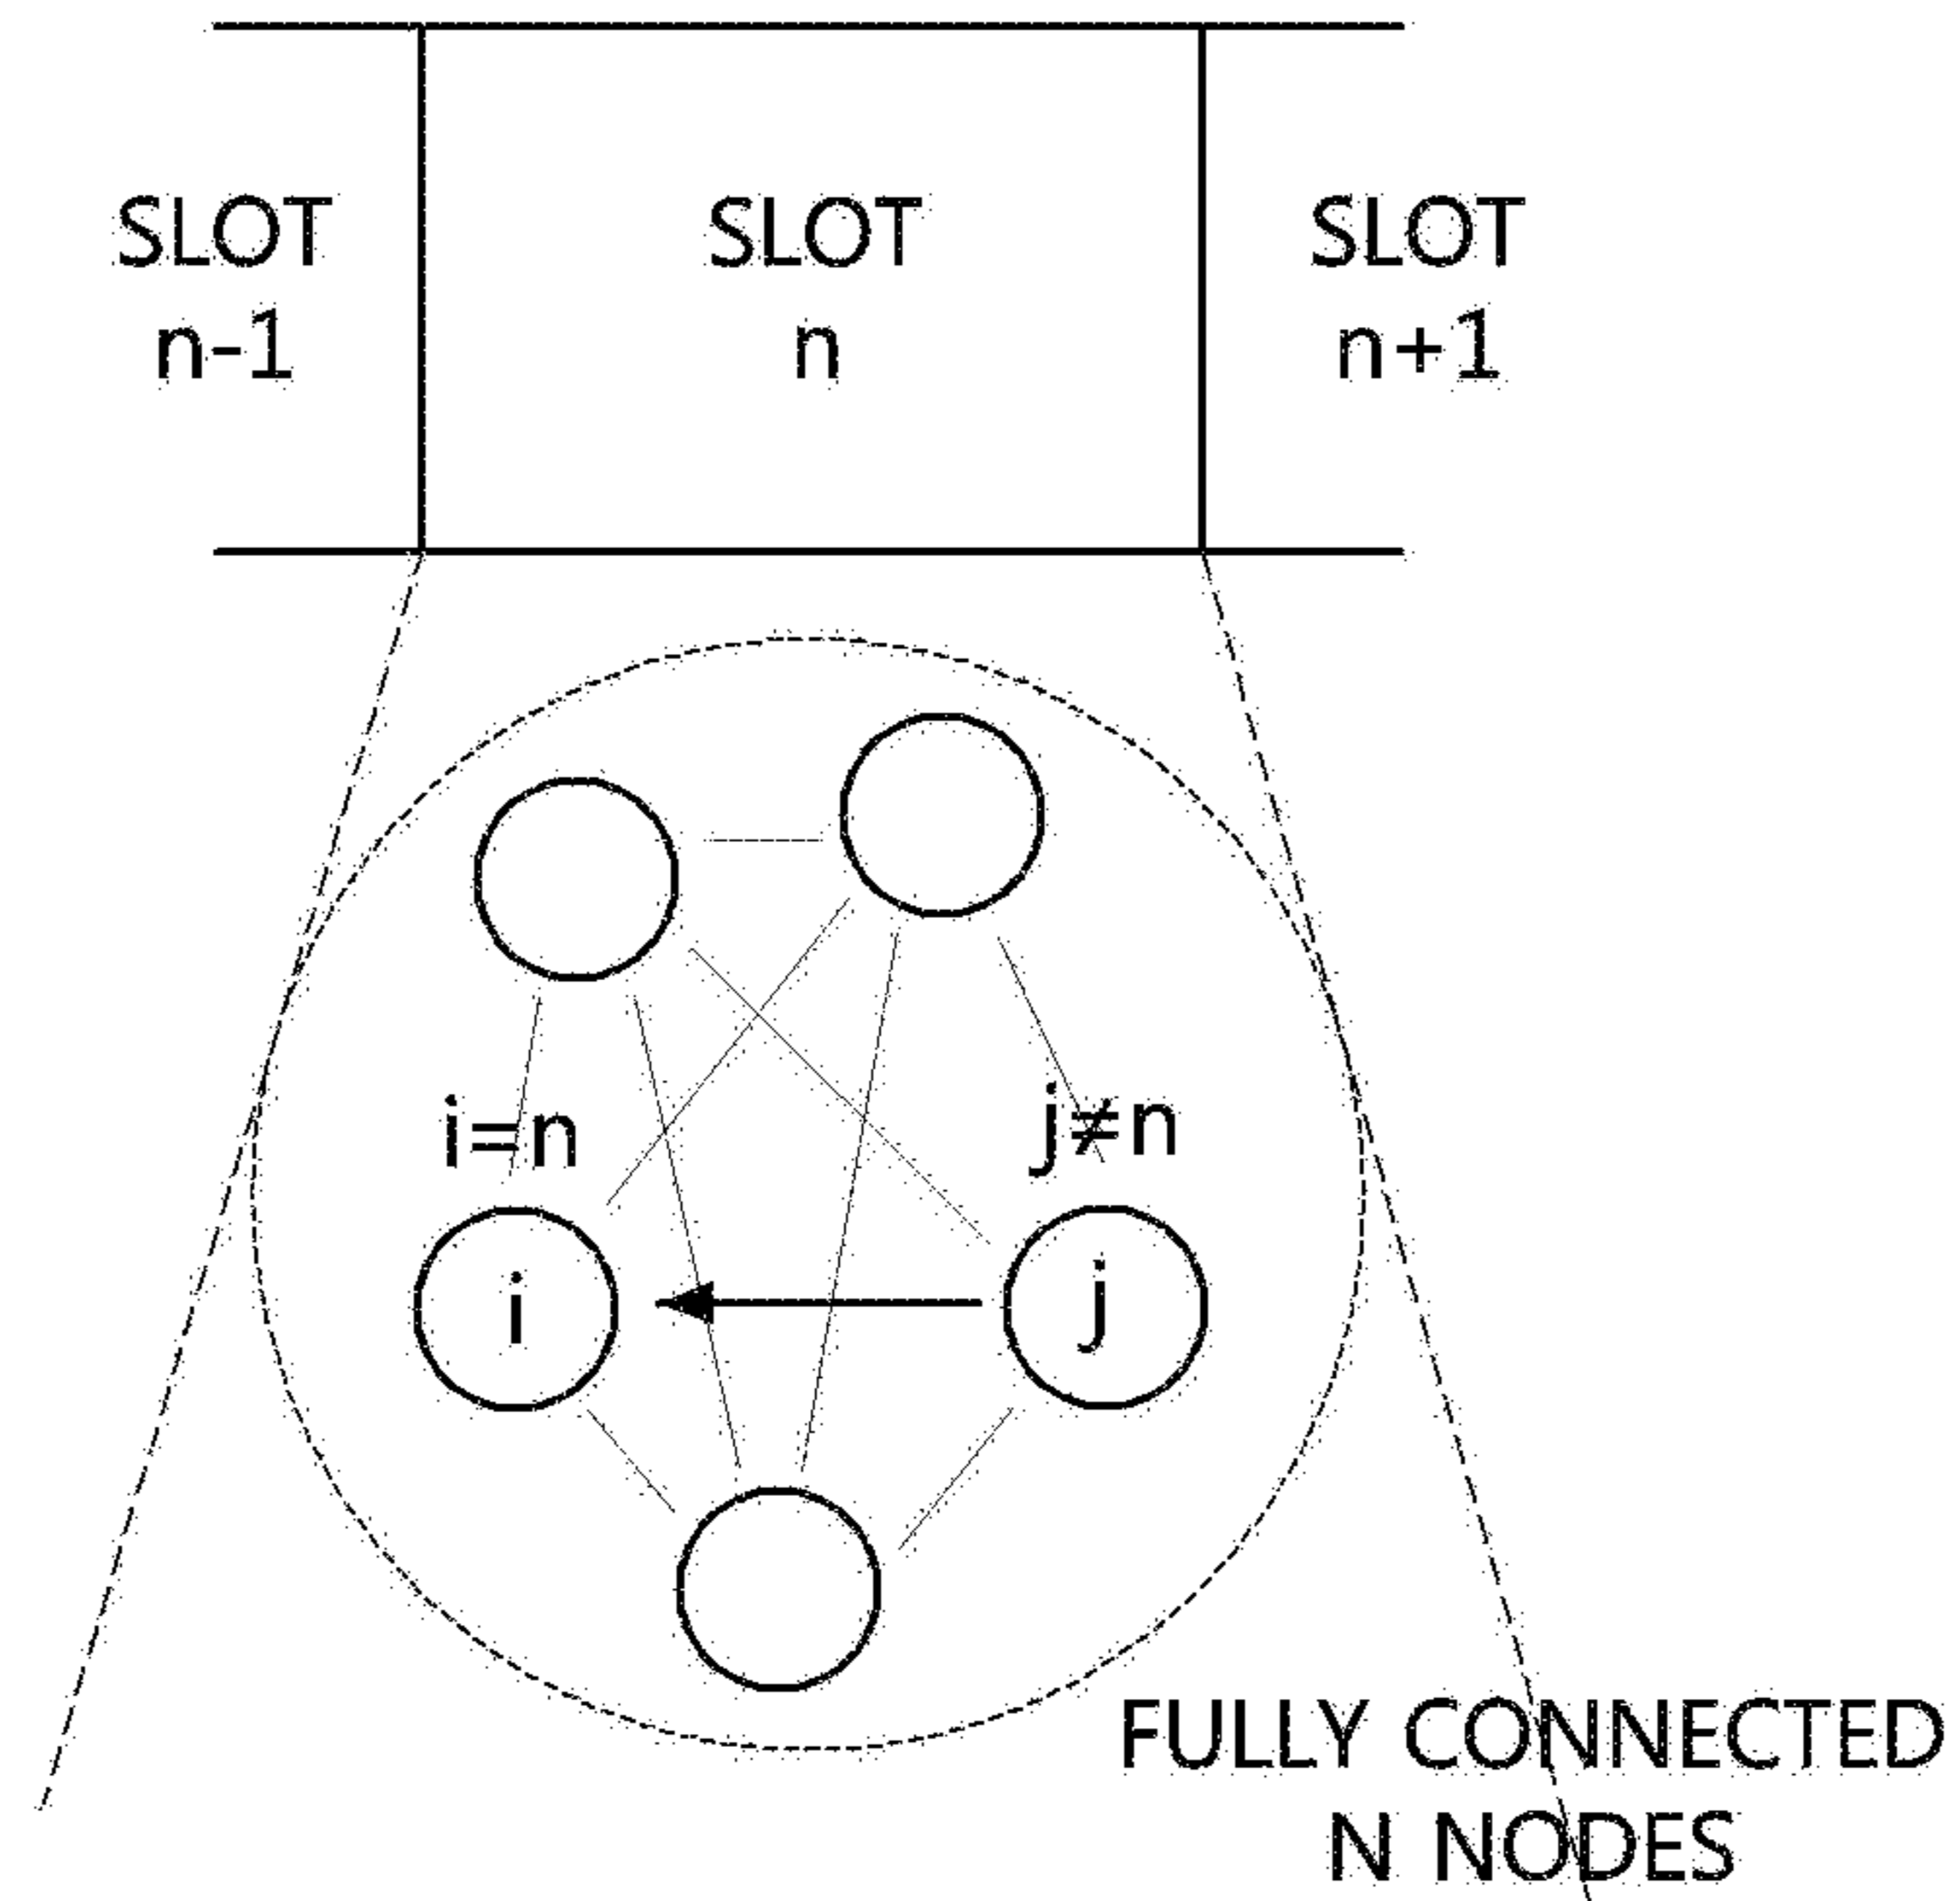 SLOT
n-1
SLOT
n
SLOT
n+1
i=n
j≠n
i
j
FULLY CONNECTED
N NODES